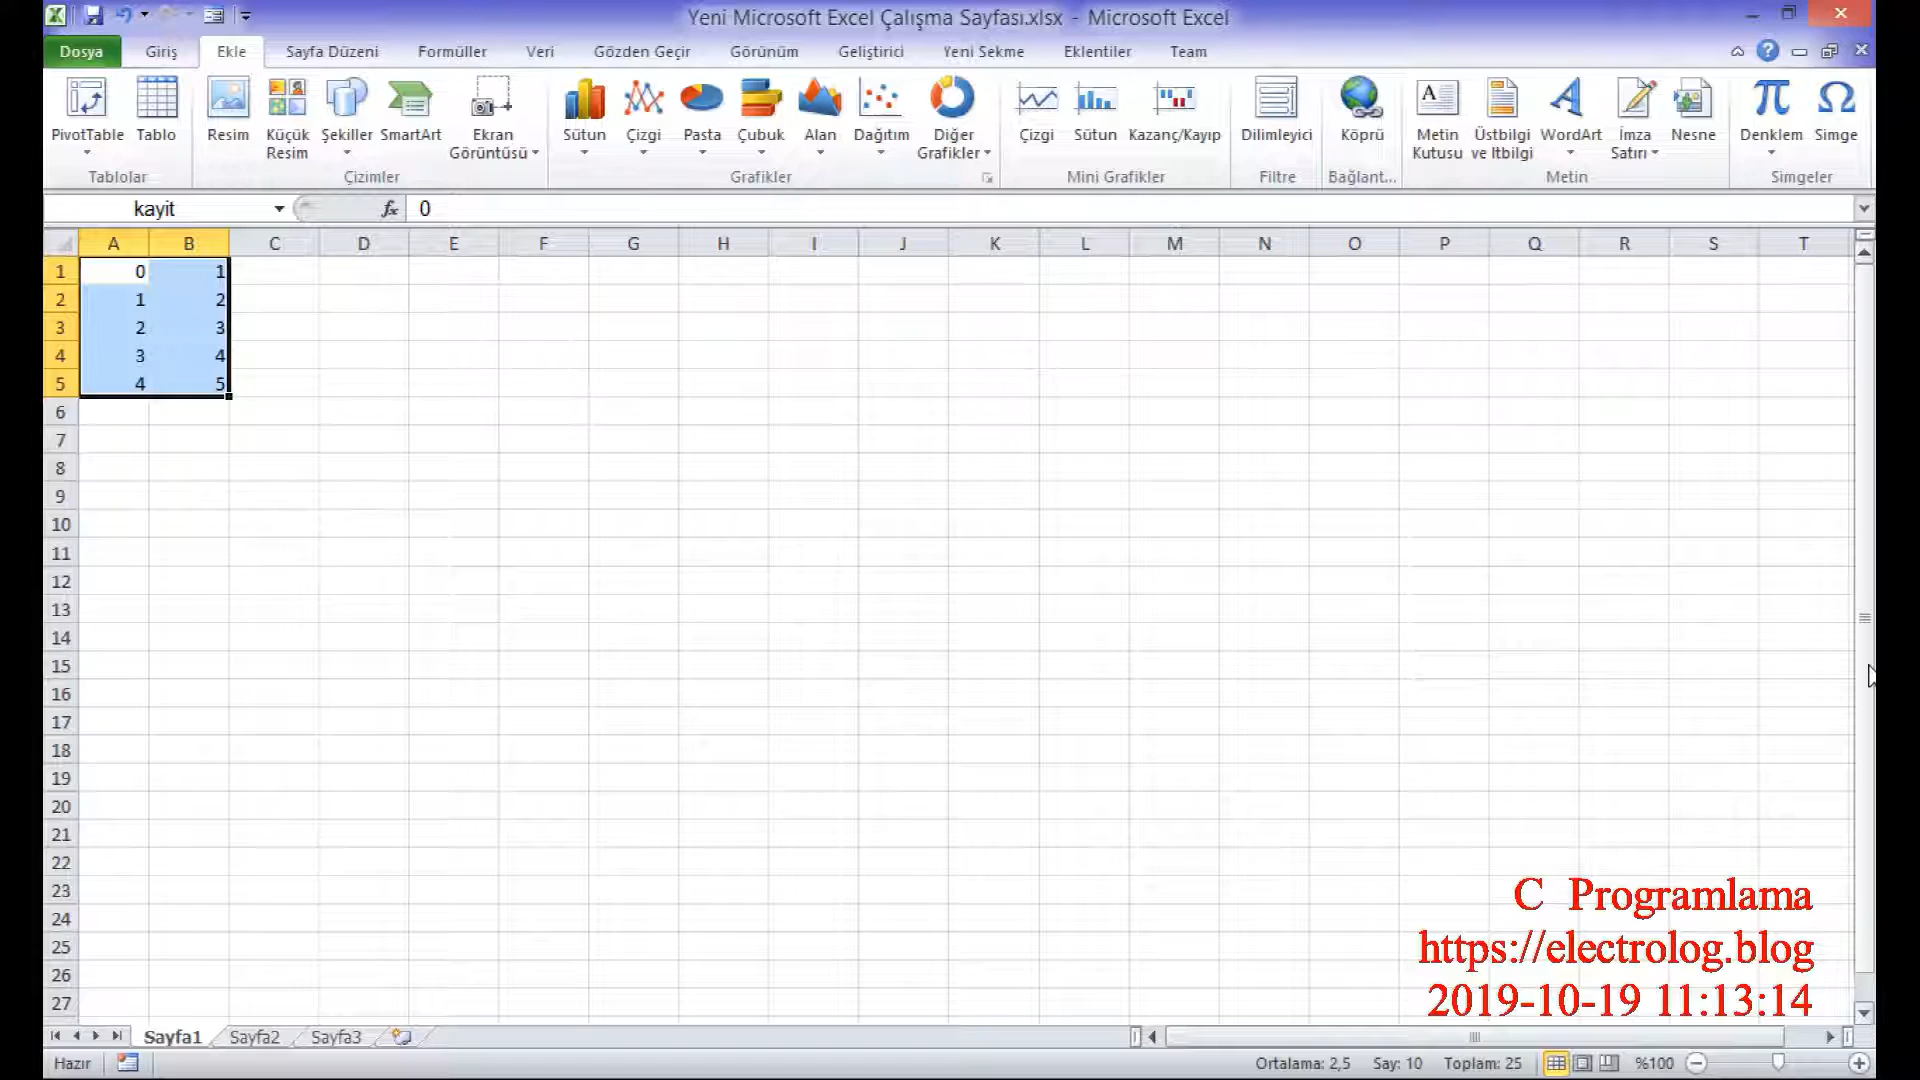 Yeni Microsoft Excel Çalışma Sayfası.xlsx - Microsoft Excel
Dosya Giriş Ekle Sayfa Düzeni Formüller Veri Gözden Geçir Görünüm Geliştirici Yeni Sekme Eklentiler Team
PivotTable Tablo Resim Küçük Resim Şekiller SmartArt Ekran Görüntüsü Sütun Çizgi Pasta Çubuk Alan Dağıtım Diğer Grafikler Çizgi Sütun Kazanç/Kayıp Dilimleyici Köprü Metin Kutusu Üstbilgi ve ltbilgi WordArt İmza Satırı Nesne Denklem Simge
Tablolar Çizimler Grafikler Mini Grafikler Filtre Bağlant... Metin Simgeler
kayit fx 0
A B C D E F G H I J K L M N O P Q R S T
1 0 1
2 1 2
3 2 3
4 3 4
5 4 5
6
7
8
9
10
11
12
13
14
15
16
17
18
19
20
21
22
23
24
25
26
27
C Programlama
https://electrolog.blog
2019-10-19 11:13:14
Sayfa1 Sayfa2 Sayfa3
Hazır Ortalama: 2,5 Say: 10 Toplam: 25 %100